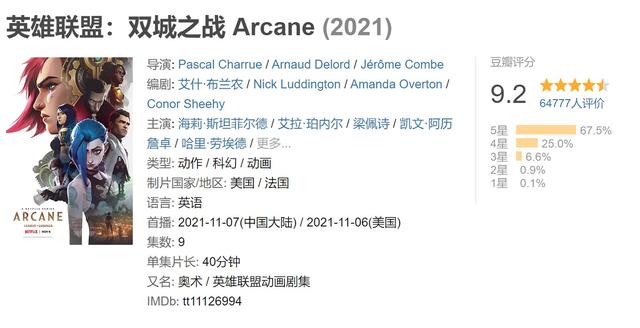 英雄联盟：双城之战 Arcane (2021)
导演: Pascal Charrue / Arnaud Delord / Jérôme Combe
编剧: 艾什·布兰农 / Nick Luddington / Amanda Overton /
Conor Sheehy
主演: 海莉·斯坦菲尔德 / 艾拉·珀内尔 / 梁佩诗 / 凯文·阿历
詹卓 / 哈里·劳埃德 / 更多...
类型: 动作 / 科幻 / 动画
制片国家/地区: 美国 / 法国
语言: 英语
首播: 2021-11-07(中国大陆) / 2021-11-06(美国)
集数: 9
单集片长: 40分钟
又名: 奥术 / 英雄联盟动画剧集
IMDb: tt11126994
豆瓣评分
9.2
64777人评价
5星 67.5%
4星 25.0%
3星 6.6%
2星 0.9%
1星 0.1%
A NETFLIX SERIES
ARCANE
LEAGUE OF LEGENDS
NETFLIX